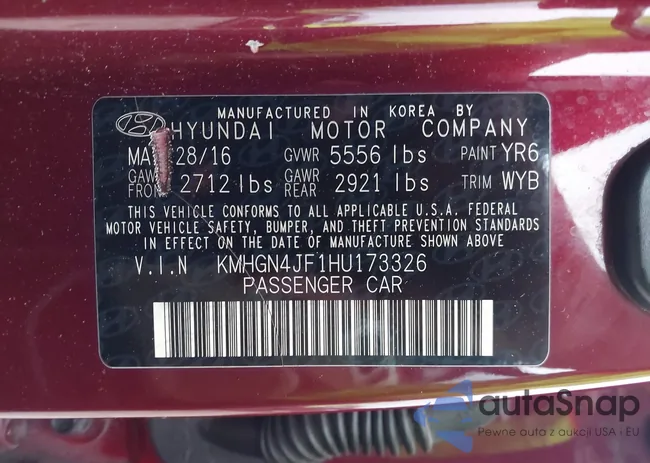 MANUFACTURED IN KOREA BY
HYUNDAI MOTOR COMPANY
MA 28/16 GVWR 5556 lbs PAINT YR6
GAWR FRONT 2712 lbs GAWR REAR 2921 lbs TRIM WYB
THIS VEHICLE CONFORMS TO ALL APPLICABLE U.S.A. FEDERAL
MOTOR VEHICLE SAFETY, BUMPER, AND THEFT PREVENTION STANDARDS
IN EFFECT ON THE DATE OF MANUFACTURE SHOWN ABOVE
V.I.N KMHGN4JF1HU173326
PASSENGER CAR
autaSnap
Pewne auta z aukcji USA i EU